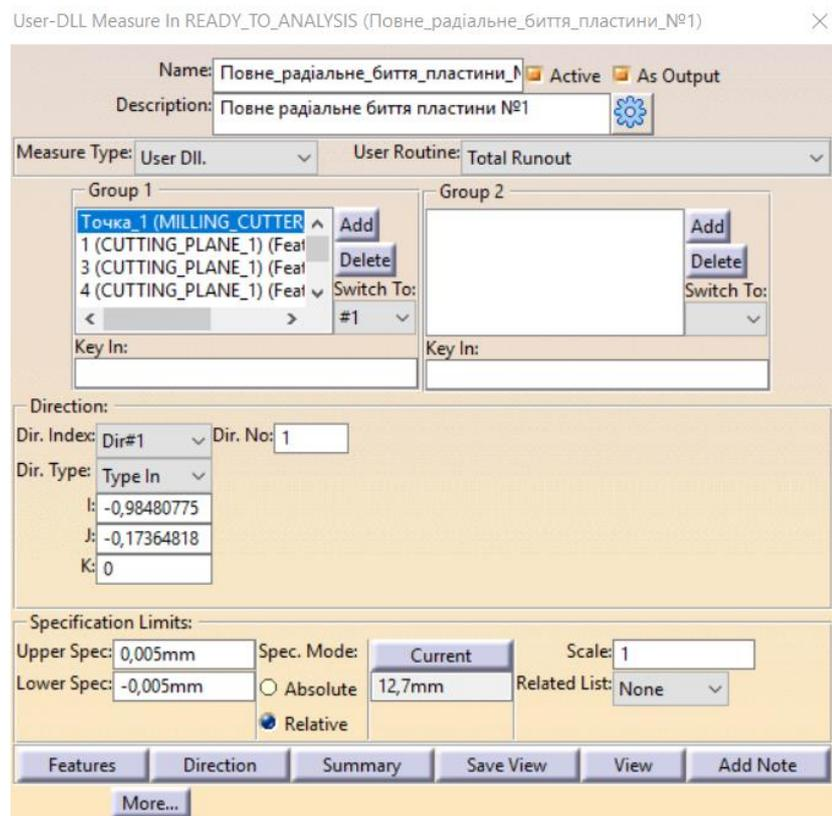 User-DLL Measure In READY_TO_ANALYSIS (Повне_радіальне_биття_пластини_№1)
Name: Повне_радіальне_биття_пластини_№ Active As Output
Description: Повне радіальне биття пластини №1
Measure Type: User Dll. User Routine: Total Runout
Group 1 Group 2
Точка_1 (MILLING_CUTTER Add Add
1 (CUTTING_PLANE_1) (Feat
3 (CUTTING_PLANE_1) (Feat Delete Delete
4 (CUTTING_PLANE_1) (Feat Switch To: Switch To:
#1
Key In: Key In:
Direction:
Dir. Index: Dir#1 Dir. No: 1
Dir. Type: Type In
I: -0,98480775
J: -0,17364818
K: 0
Specification Limits:
Upper Spec: 0,005mm Spec. Mode: Current Scale: 1
Lower Spec: -0,005mm Absolute 12,7mm Related List: None
Relative
Features Direction Summary Save View View Add Note
More...